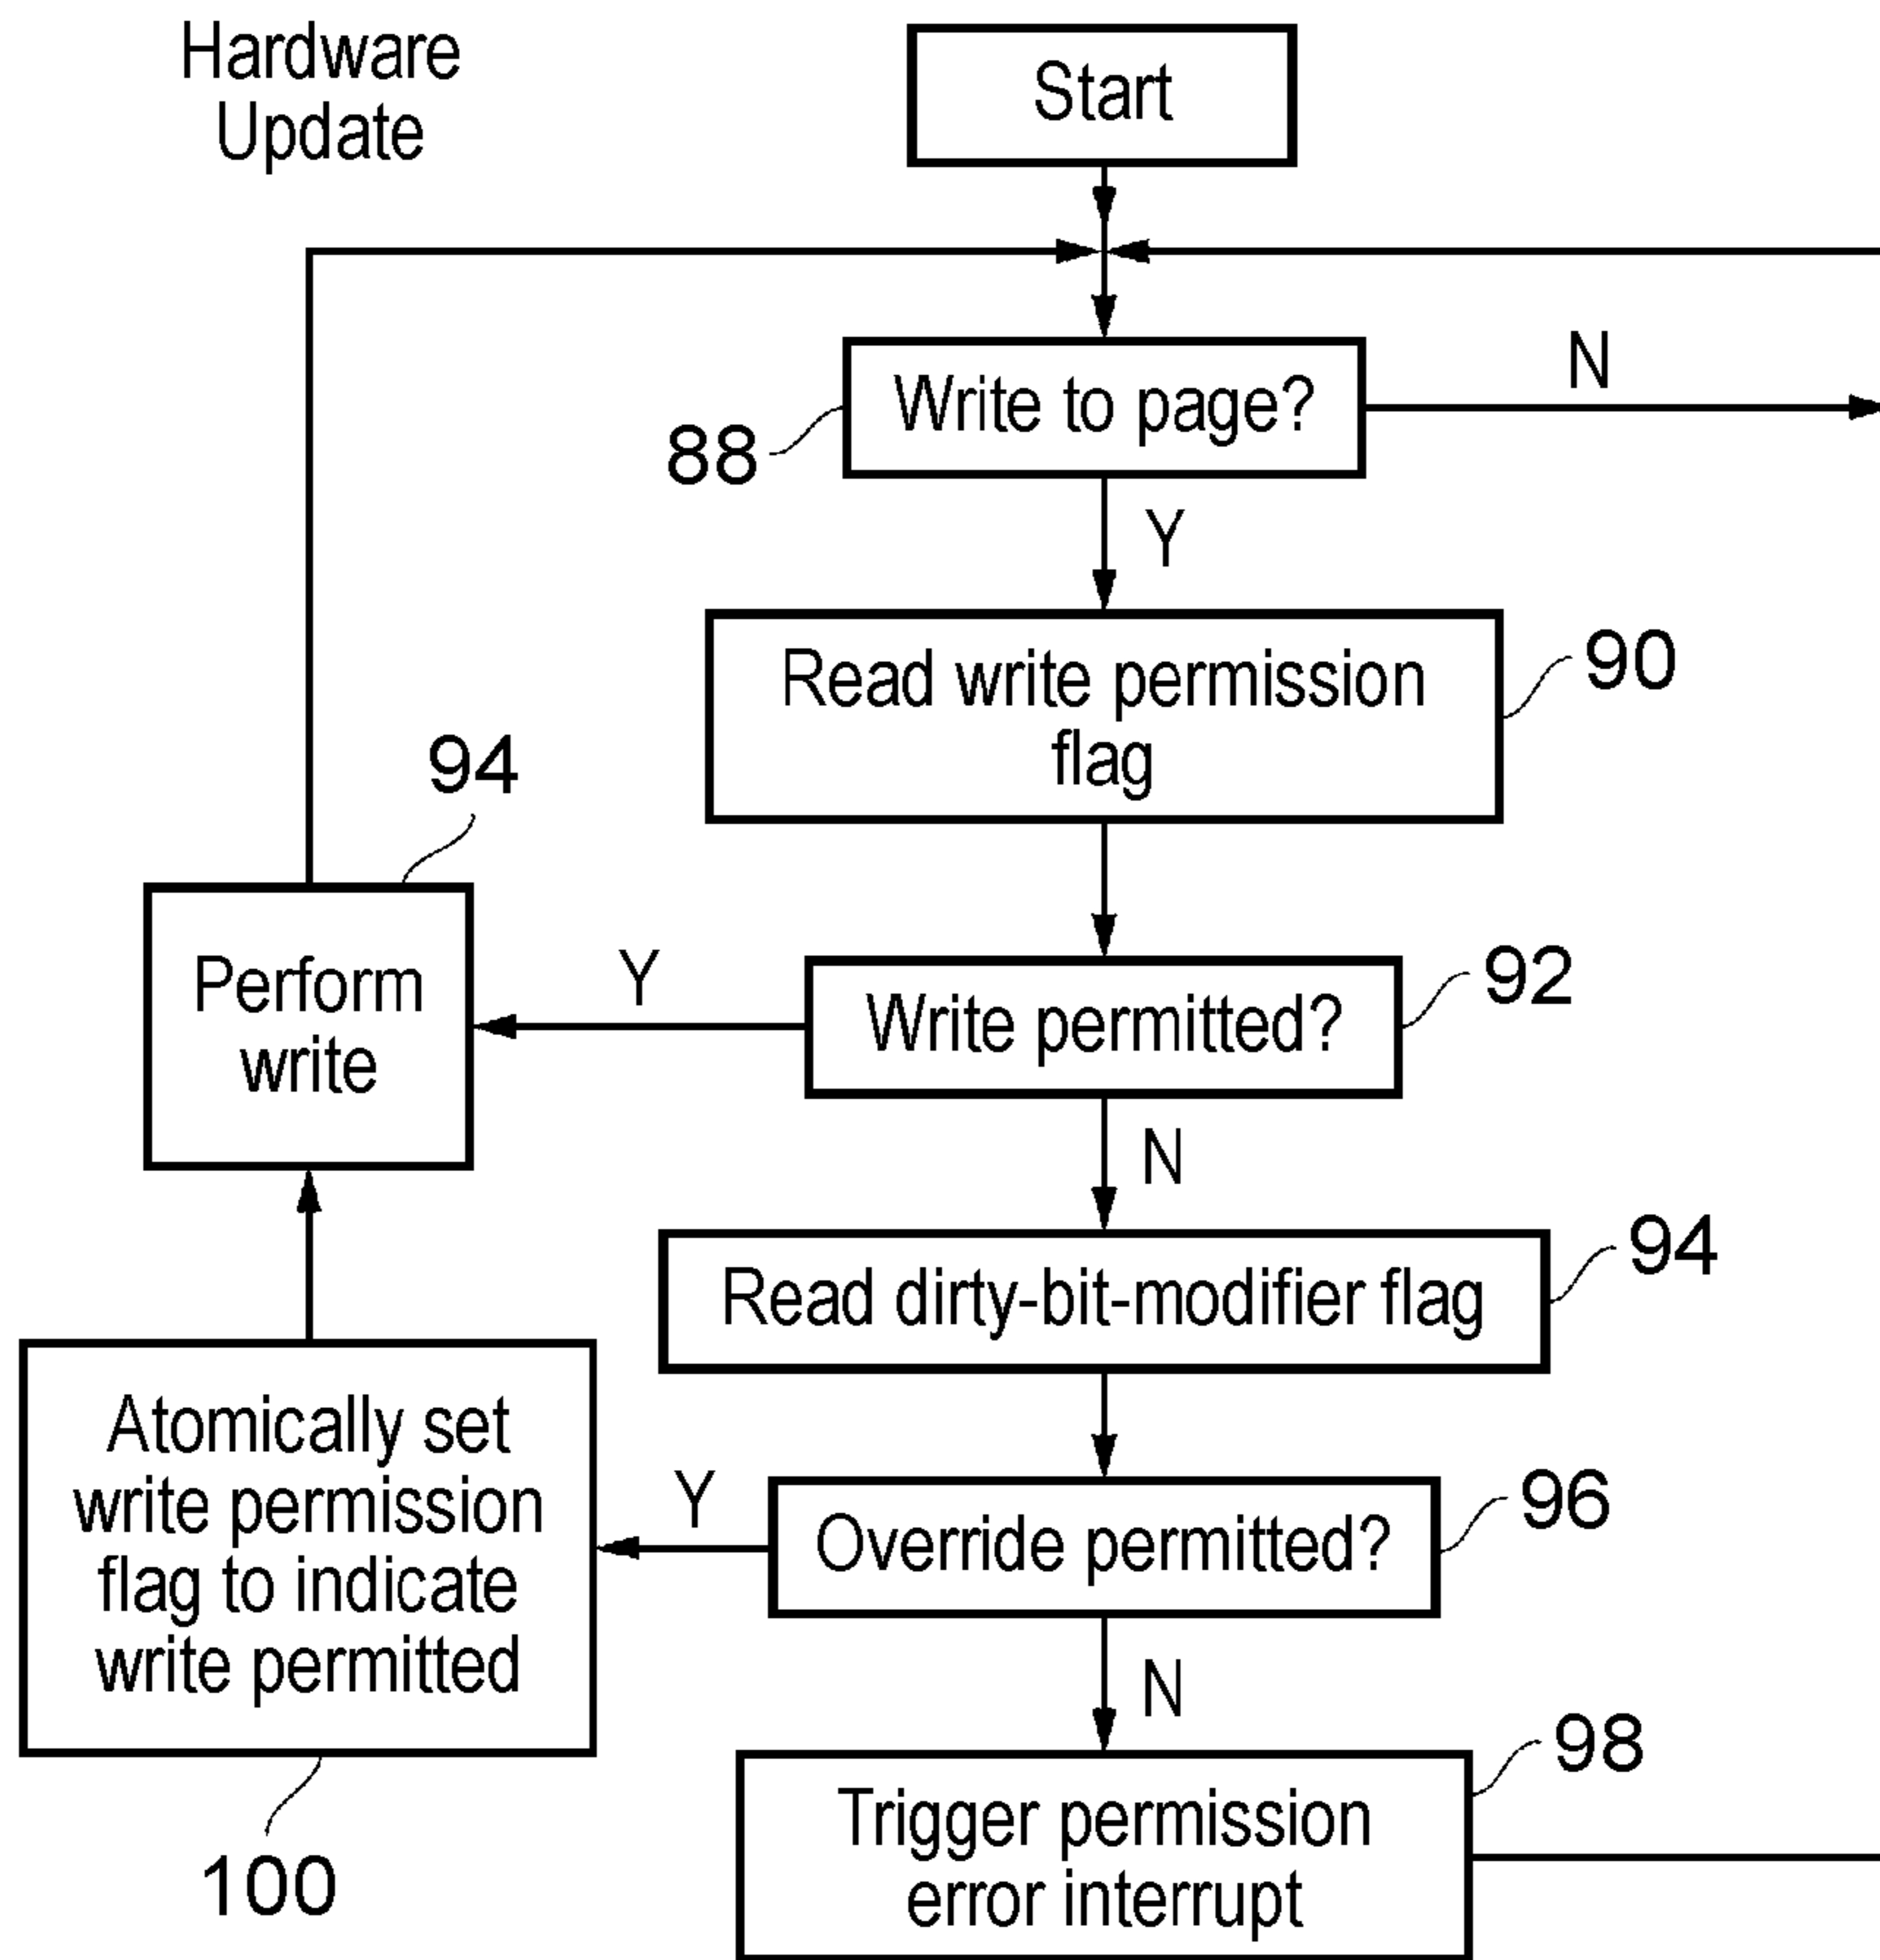 Hardware
Update
Start
Write to page?
N
88
Y
Read write permission
flag
90
94
Perform
write
Y
Write permitted?
92
N
Read dirty-bit-modifier flag
94
Atomically set
write permission
flag to indicate
write permitted
Y
Override permitted?
96
N
100
Trigger permission
error interrupt
98